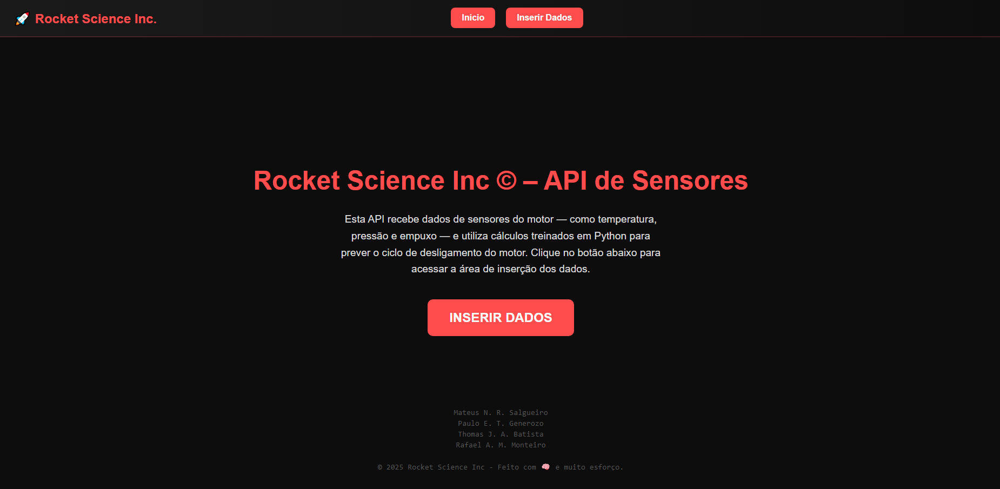 🚀 Rocket Science Inc.
Início
Inserir Dados
Rocket Science Inc © – API de Sensores
Esta API recebe dados de sensores do motor — como temperatura,
pressão e empuxo — e utiliza cálculos treinados em Python para
prever o ciclo de desligamento do motor. Clique no botão abaixo para
acessar a área de inserção dos dados.
INSERIR DADOS
Mateus N. R. Salgueiro
Paulo E. T. Generozo
Thomas J. A. Batista
Rafael A. M. Monteiro
© 2025 Rocket Science Inc - Feito com 🧠 e muito esforço.